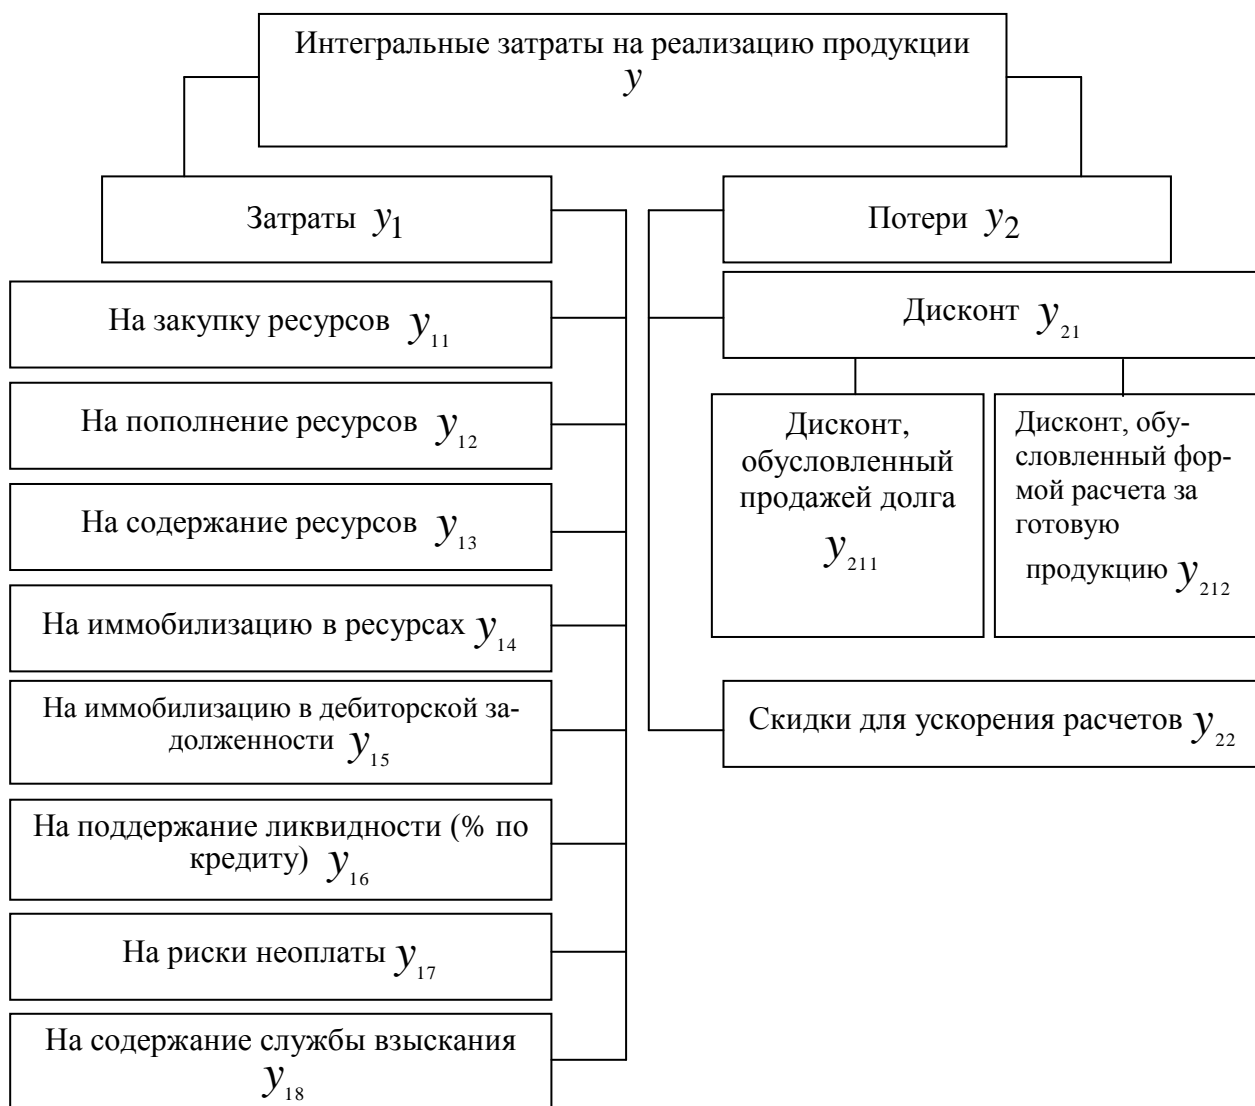 Интегральные затраты на реализацию продукции
y
Затраты y1
На закупку ресурсов y11
На пополнение ресурсов y12
На содержание ресурсов y13
На иммобилизацию в ресурсах y14
На иммобилизацию в дебиторской за-
долженности y15
На поддержание ликвидности (% по
кредиту) y16
На риски неоплаты y17
На содержание службы взыскания
y18
Потери y2
Дисконт y21
Дисконт,
обусловленный
продажей долга
y211
Дисконт, обу-
словленный фор-
мой расчета за
готовую
продукцию y212
Скидки для ускорения расчетов y22